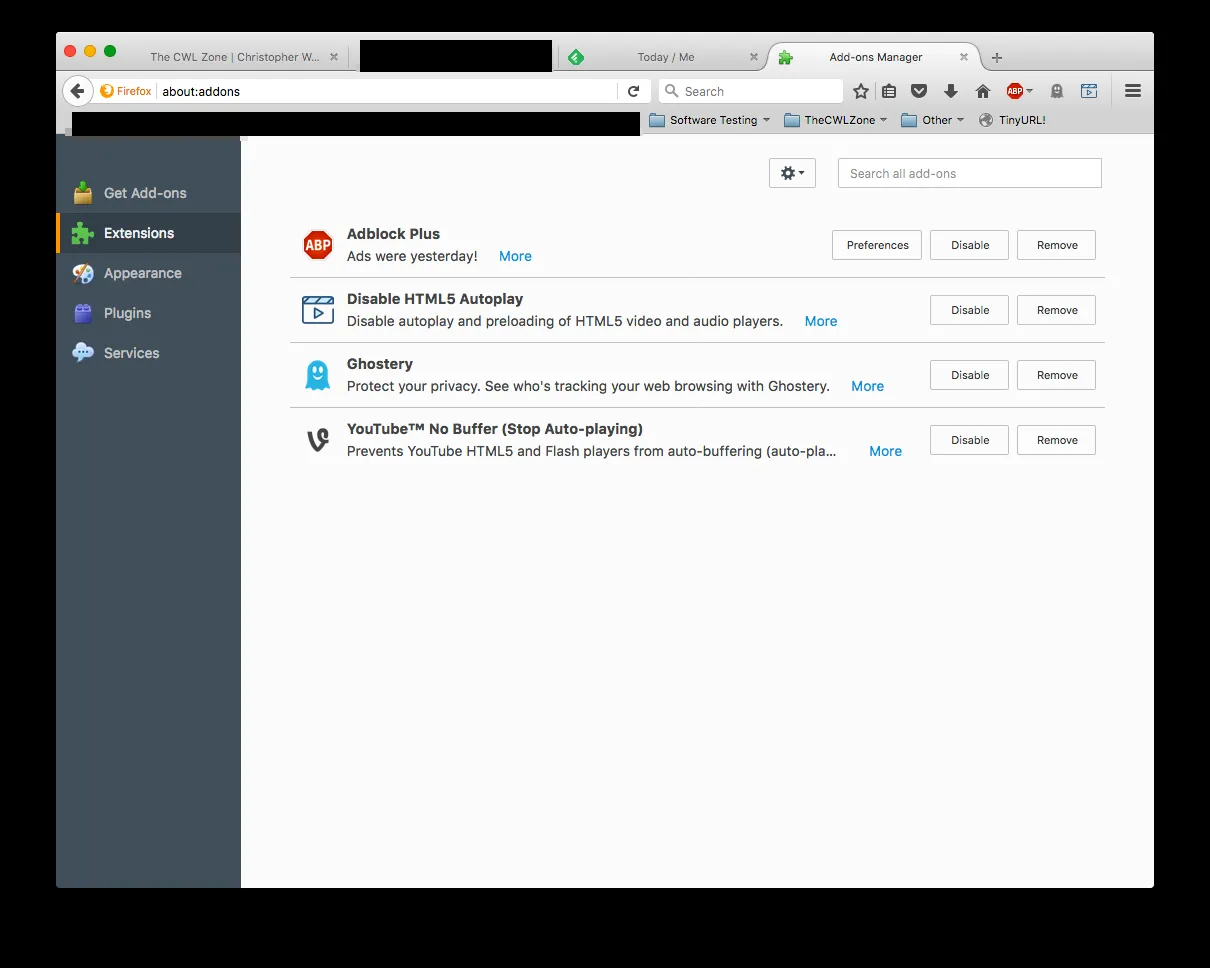 The CWL Zone | Christopher W...
Today / Me
Add-ons Manager
Firefox
about:addons
Search
ABP
Software Testing
TheCWLZone
Other
TinyURL!
Get Add-ons
Extensions
Appearance
Plugins
Services
Search all add-ons
ABP
Adblock Plus
Ads were yesterday! More
Preferences Disable Remove
Disable HTML5 Autoplay
Disable autoplay and preloading of HTML5 video and audio players. More
Disable Remove
Ghostery
Protect your privacy. See who's tracking your web browsing with Ghostery. More
Disable Remove
YouTube™ No Buffer (Stop Auto-playing)
Prevents YouTube HTML5 and Flash players from auto-buffering (auto-pla... More
Disable Remove